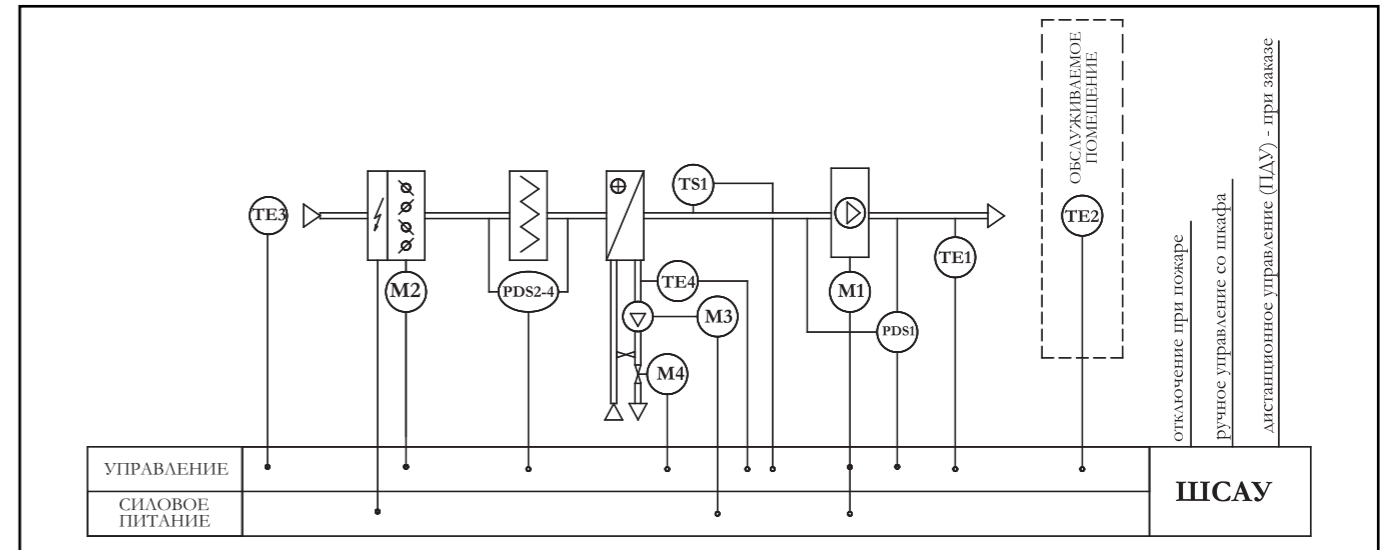 ОБСЛУЖИВАЕМОЕ
ПОМЕЩЕНИЕ
отключение при пожаре
ручное управление со шкафа
дистанционное управление (ПДУ) - при заказе
TE3
TS1
TE2
TE1
M2
PDS2-4
TE4
M3
M1
PDS1
M4
УПРАВЛЕНИЕ
СИЛОВОЕ
ПИТАНИЕ
ШСАУ